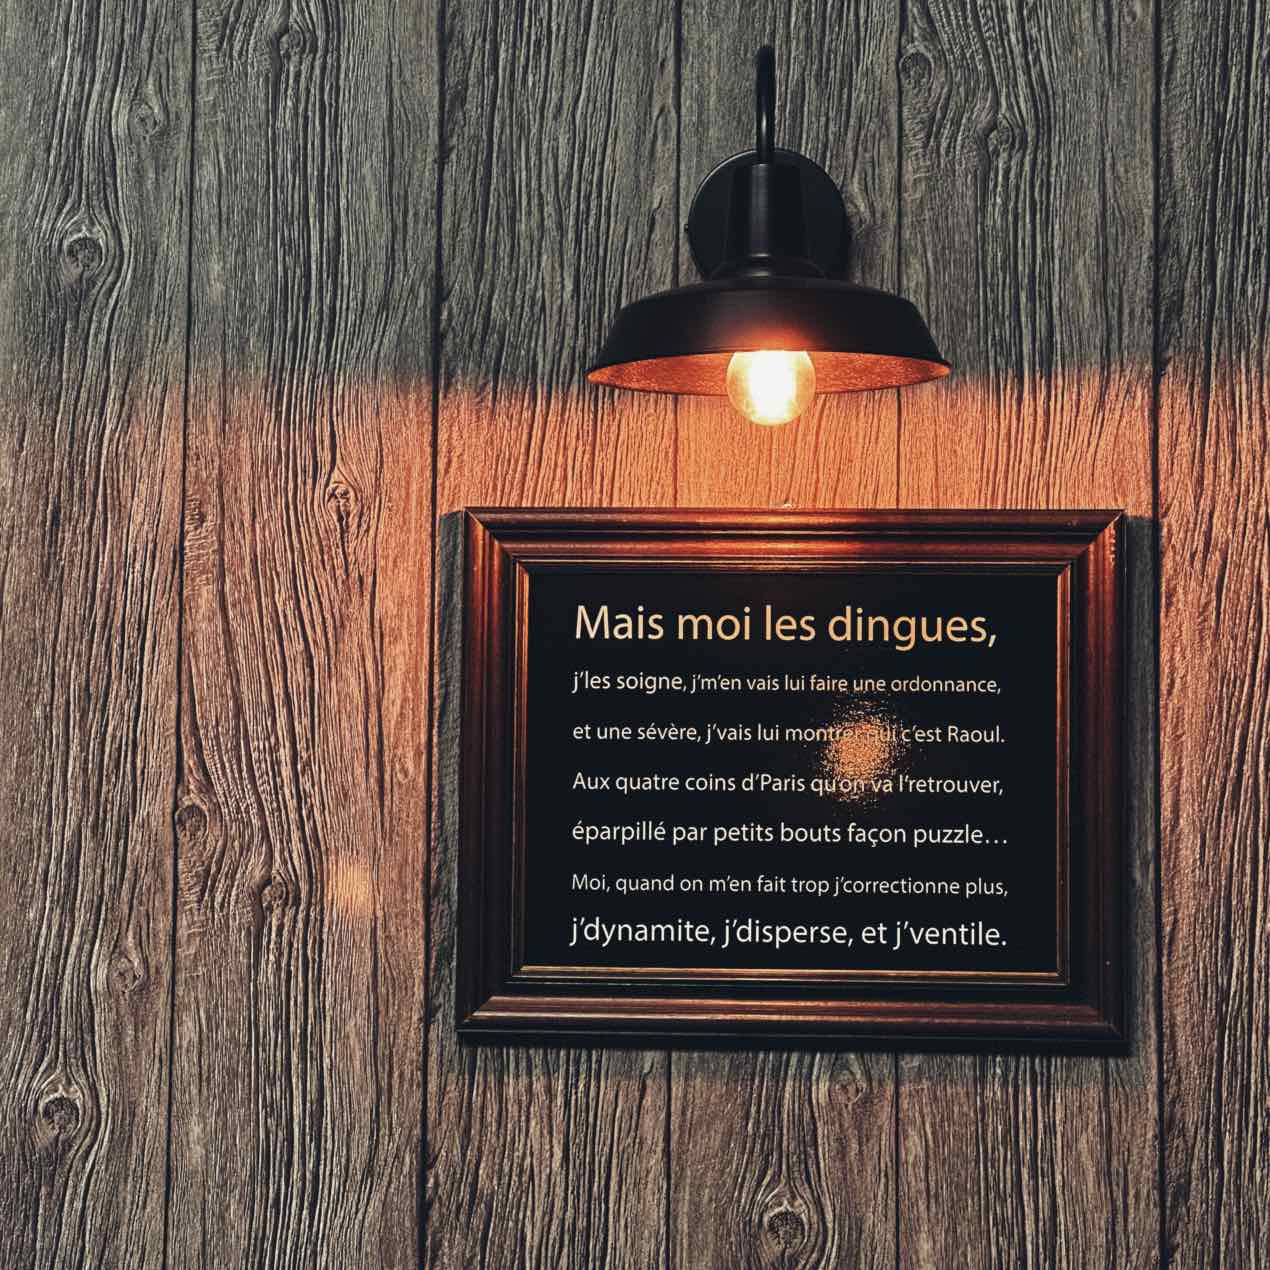 Mais moi les dingues,
j’les soigne, j’m’en vais lui faire une ordonnance,
et une sévère, j’vais lui montrer qui c’est Raoul.
Aux quatre coins d’Paris qu’on va l’retrouver,
éparpillé par petits bouts façon puzzle…
Moi, quand on m’en fait trop j’correctionne plus,
j’dynamite, j’disperse, et j’ventile.